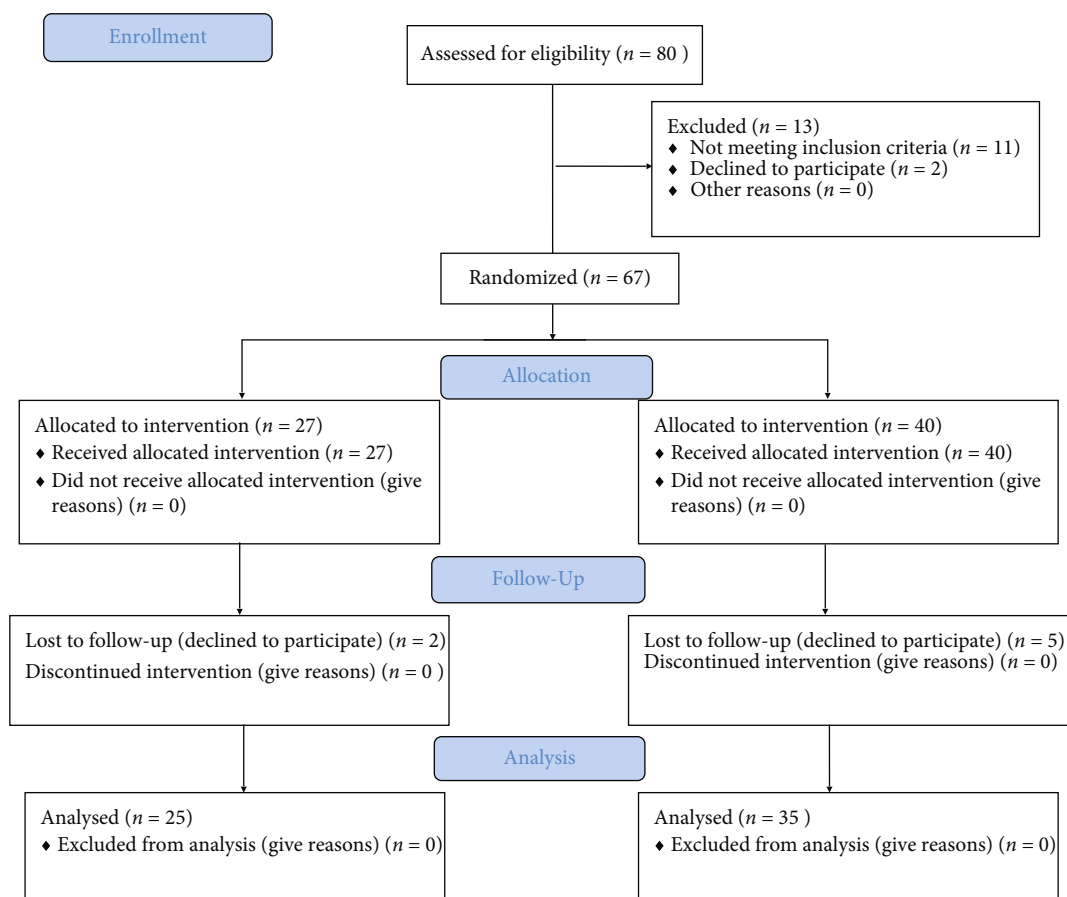 Enrollment
Assessed for eligibility (n = 80 )
Excluded (n = 13)
♦ Not meeting inclusion criteria (n = 11)
♦ Declined to participate (n = 2)
♦ Other reasons (n = 0)
Randomized (n = 67)
Allocation
Allocated to intervention (n = 27)
♦ Received allocated intervention (n = 27)
♦ Did not receive allocated intervention (give
reasons) (n = 0)
Allocated to intervention (n = 40)
♦ Received allocated intervention (n = 40)
♦ Did not receive allocated intervention (give
reasons) (n = 0)
Follow-Up
Lost to follow-up (declined to participate) (n = 2)
Discontinued intervention (give reasons) (n = 0 )
Lost to follow-up (declined to participate) (n = 5)
Discontinued intervention (give reasons) (n = 0)
Analysis
Analysed (n = 25)
♦ Excluded from analysis (give reasons) (n = 0)
Analysed (n = 35 )
♦ Excluded from analysis (give reasons) (n = 0)